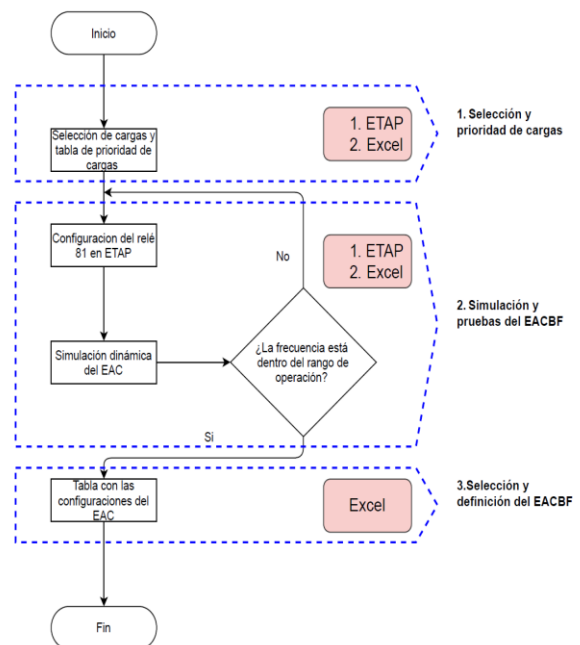 Inicio
Selección de cargas y
tabla de prioridad de
cargas
1. ETAP
2. Excel
1. Selección y
prioridad de cargas
Configuracion del relé
81 en ETAP
No
1. ETAP
2. Excel
Simulación dinámica
del EAC
¿La frecuencia está
dentro del rango de
operación?
2. Simulación y
pruebas del EACBF
Si
Tabla con las
configuraciones del
EAC
Excel
3.Selección y
definición del EACBF
Fin